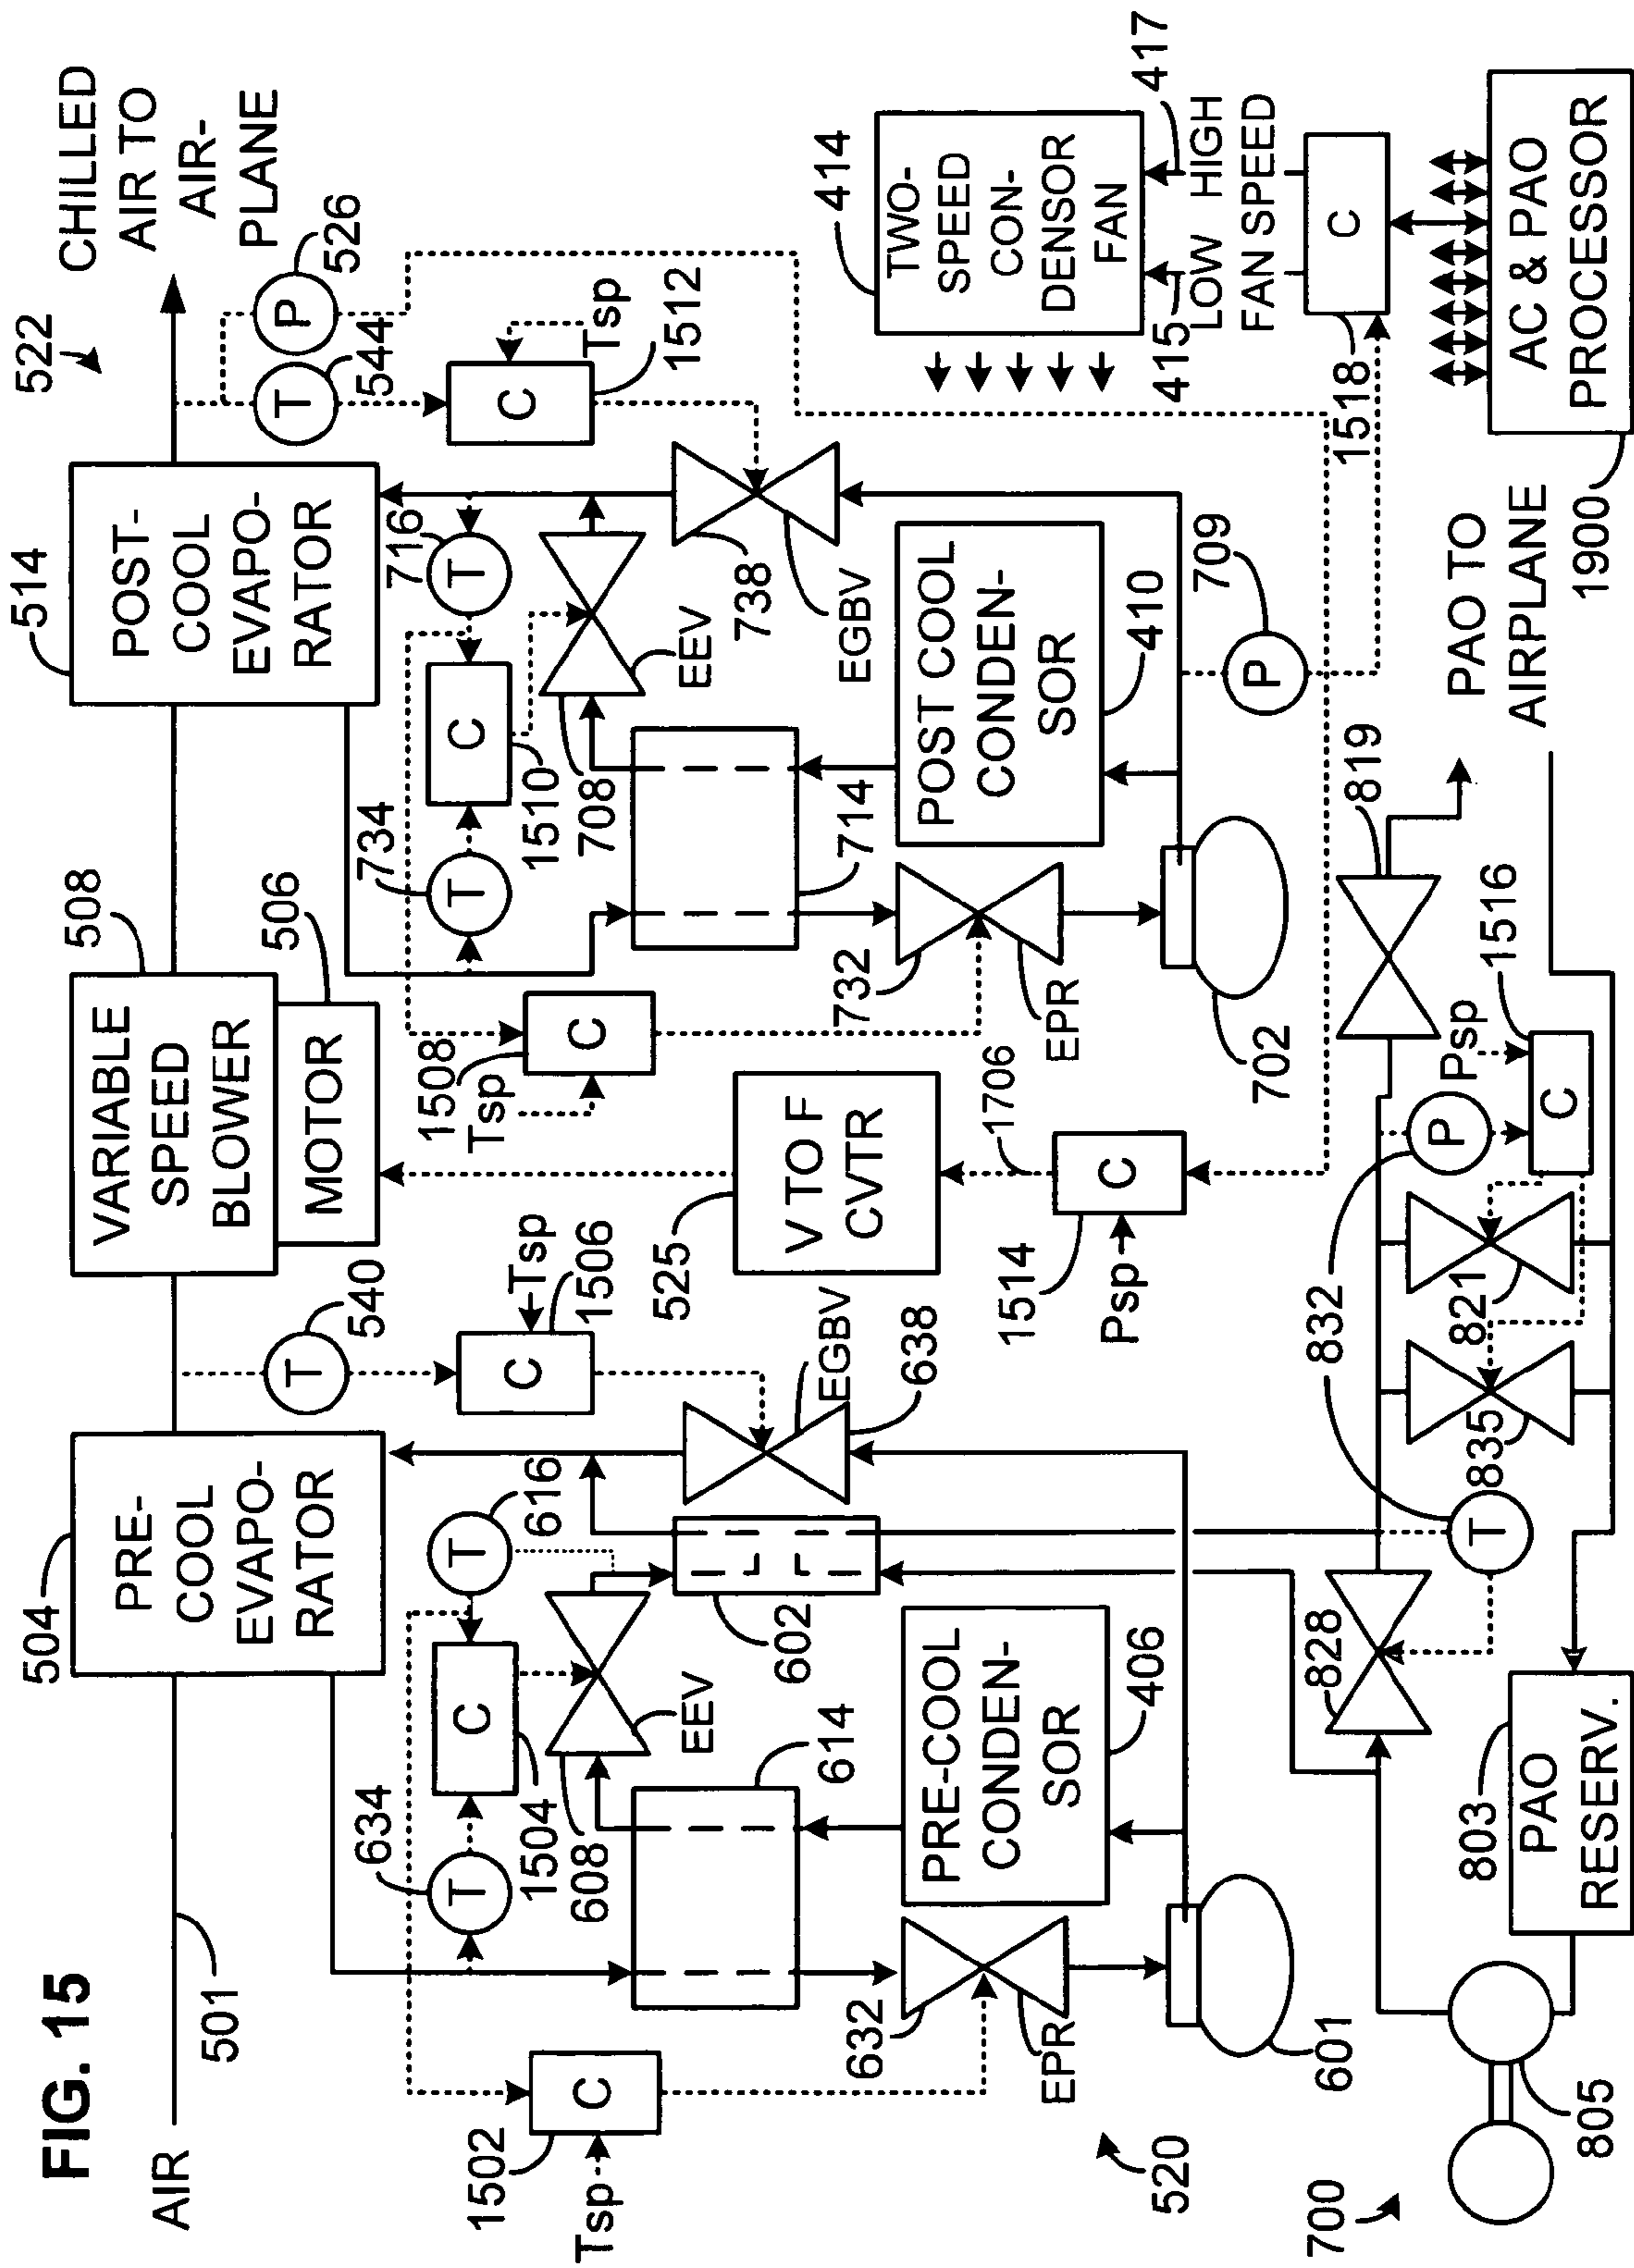 FIG. 15
AIR
501
504
PRE-
COOL
EVAPO-
RATOR
508
VARIABLE
SPEED
BLOWER
MOTOR
506
514
POST-
COOL
EVAPO-
RATOR
522
CHILLED
AIR TO
AIR-
PLANE
P
526
T
544
C
Tsp
1512
T
540
Tsp
C
1506
634
T
C
1504
T
616
608
EEV
614
602
EGBV
638
PRE-COOL
CONDEN-
SOR
406
1502
C
Tsp
632
EPR
601
520
525
V TO F
CVTR
1706
C
1514
Psp
734
T
C
1510
T
716
708
EEV
714
738
EGBV
1508
C
Tsp
732
EPR
702
POST COOL
CONDEN-
SOR
410
P
709
414
TWO-
SPEED
CON-
DENSOR
FAN
415
417
LOW HIGH
FAN SPEED
C
1518
AC & PAO
PROCESSOR
1900
700
805
803
PAO
RESERV.
828
T
832
835
821
P
Psp
C
1516
819
PAO TO
AIRPLANE